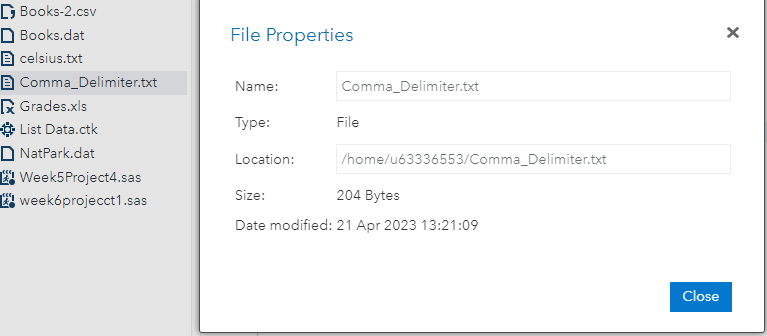 Books-2.csv
Books.dat
celsius.txt
Comma_Delimiter.txt
Grades.xls
List Data.ctk
NatPark.dat
Week5Project4.sas
week6projecct1.sas
File Properties
Name: Comma_Delimiter.txt
Type: File
Location: /home/u63336553/Comma_Delimiter.txt
Size: 204 Bytes
Date modified: 21 Apr 2023 13:21:09
Close